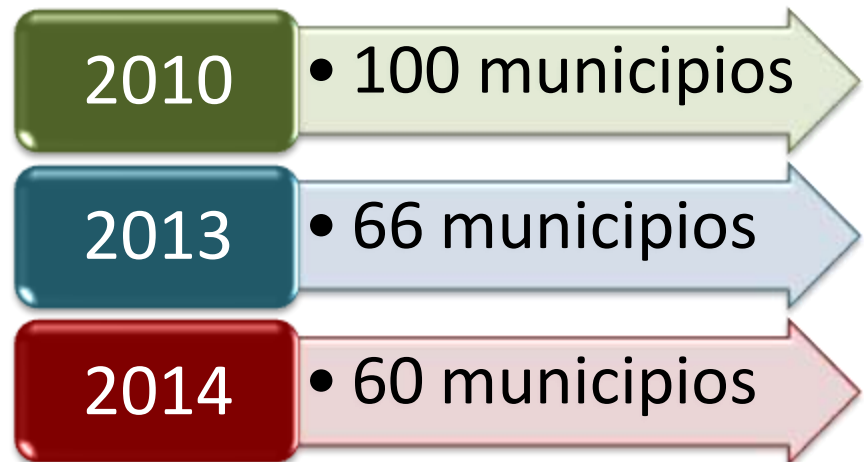 2010 • 100 municipios
2013 • 66 municipios
2014 • 60 municipios